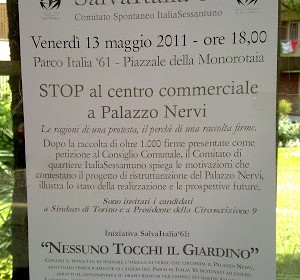 Comitato Spontaneo ItaliaSessantuno
Venerdì 13 maggio 2011 - ore 18,00
Parco Italia '61 - Piazzale della Monorotaia
STOP al centro commerciale
a Palazzo Nervi
Le ragioni di una protesta, il perchè di una raccolta firme.
Dopo la raccolta di oltre 1.000 firme presentate come
petizione al Consiglio Comunale, il Comitato di
quartiere ItaliaSessantuno spiega le motivazioni che
contestano il progetto di ristrutturazione del Palazzo Nervi,
illustra lo stato della realizzazione e le prospettive future.
Sono invitati i candidati
a Sindaco di Torino e a Presidente della Circoscrizione 9
Iniziativa SalvaItalia'61:
"NESSUNO TOCCHI IL GIARDINO"